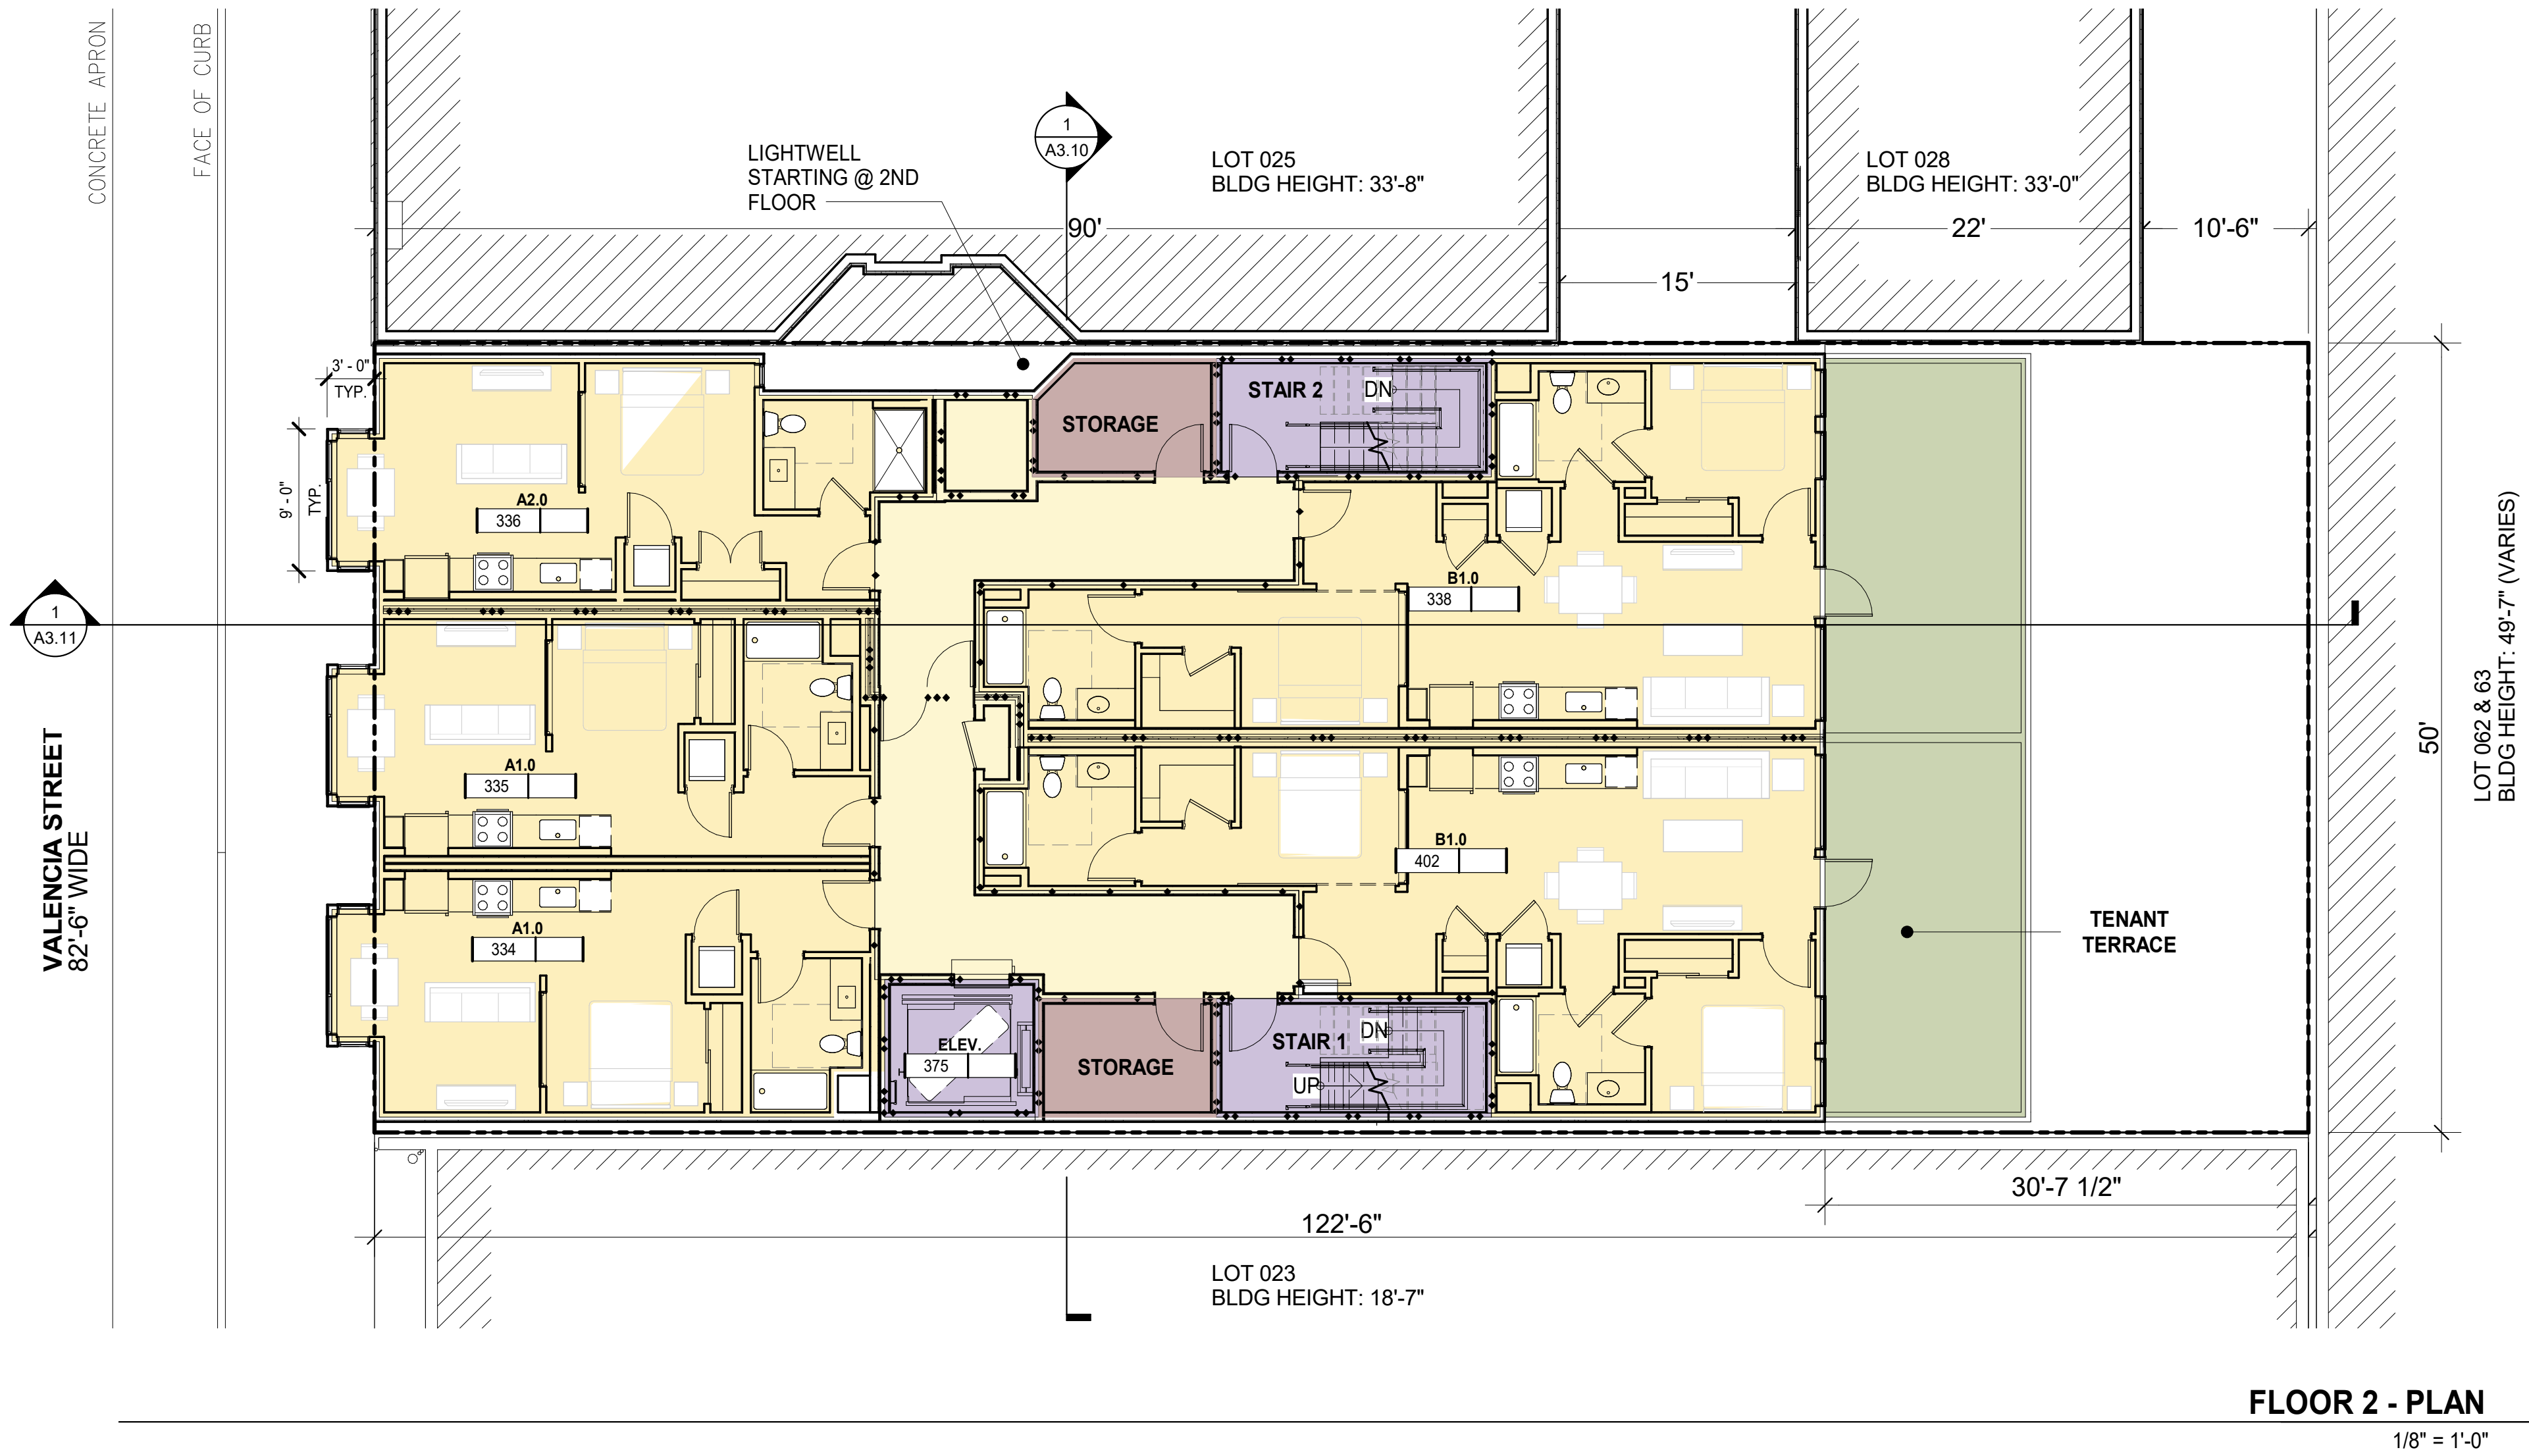 CONCRETE APRON
FACE OF CURB
LIGHTWELL
STARTING @ 2ND
FLOOR
1
A3.10
LOT 025
BLDG HEIGHT: 33'-8"
LOT 028
BLDG HEIGHT: 33'-0"
90'
22'
10'-6"
15'
3' - 0"
TYP.
9' - 0"
TYP.
STORAGE
STAIR 2
DN
A2.0
336
B1.0
338
1
A3.11
A1.0
335
B1.0
402
A1.0
334
VALENCIA STREET
82'-6" WIDE
50'
LOT 062 & 63
BLDG HEIGHT: 49'-7" (VARIES)
TENANT
TERRACE
ELEV.
375
STORAGE
STAIR 1
DN
UP
30'-7 1/2"
122'-6"
LOT 023
BLDG HEIGHT: 18'-7"
FLOOR 2 - PLAN
1/8" = 1'-0"